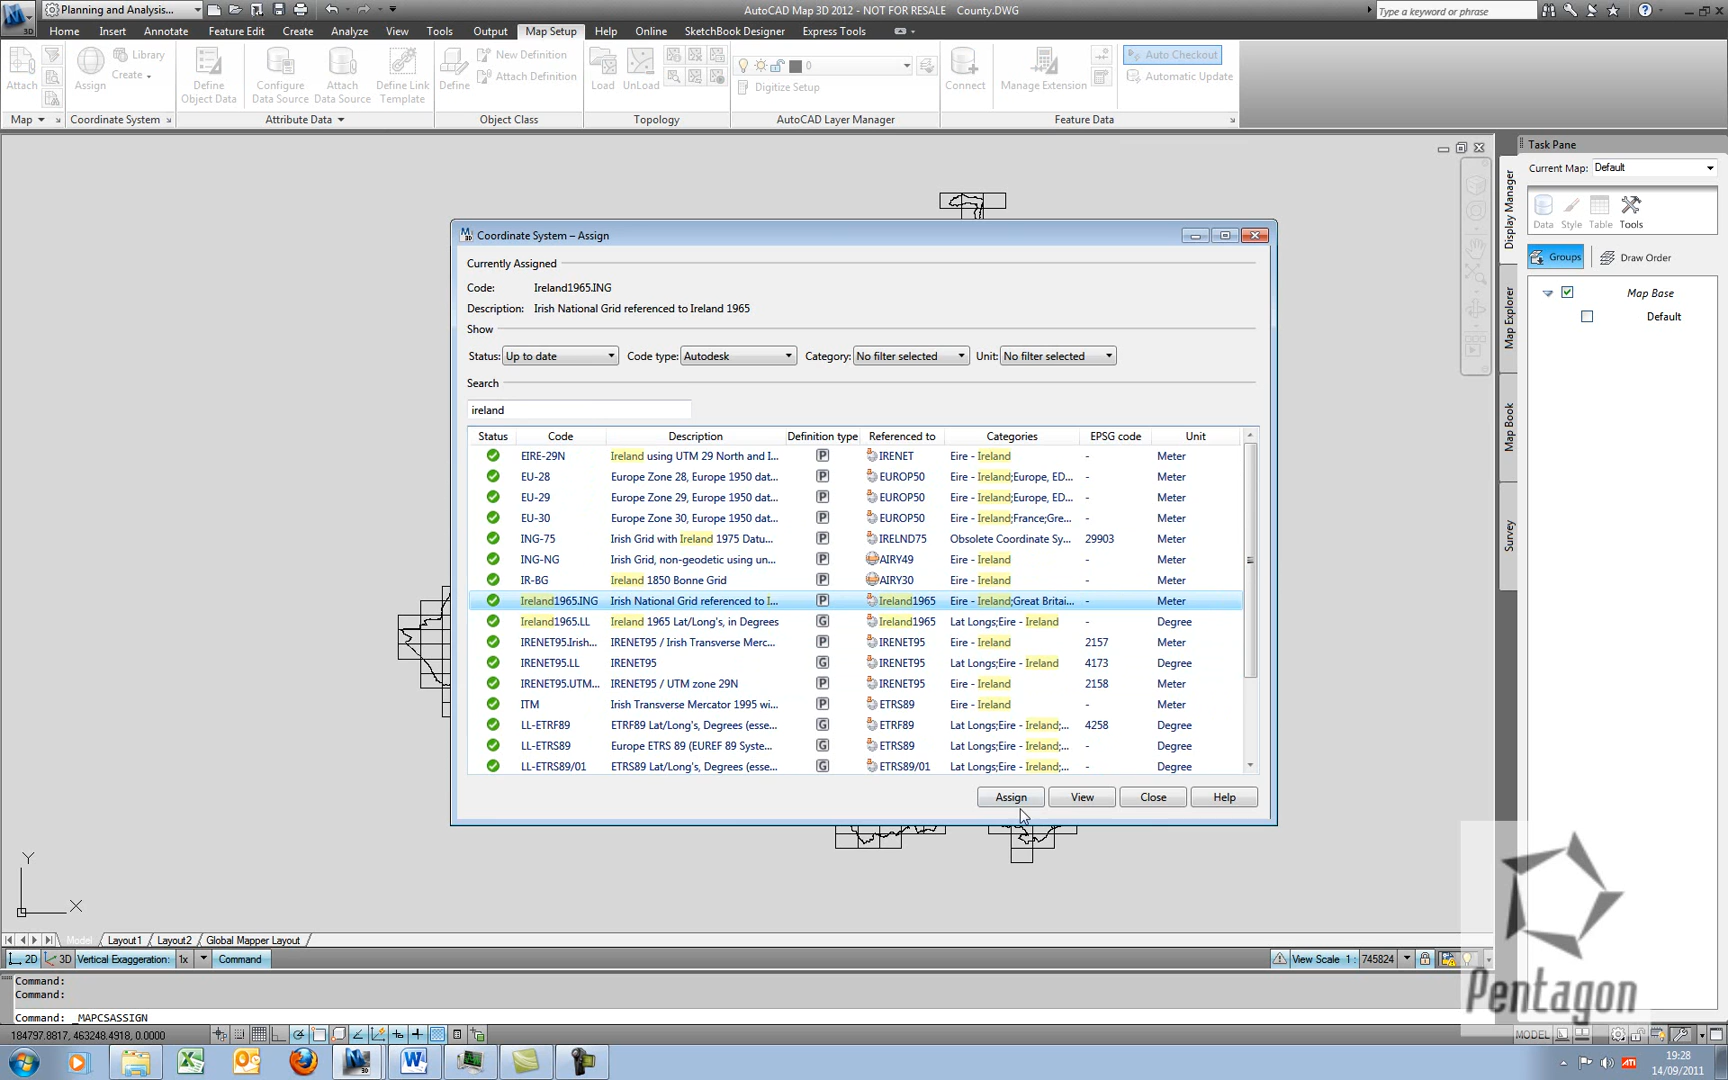 Planning and Analysis...
AutoCAD Map 3D 2012 - NOT FOR RESALE    County.DWG
Type a keyword or phrase
Home Insert Annotate Feature Edit Create Analyze View Tools Output Map Setup Help Online SketchBook Designer Express Tools
Attach
Library
Create
Assign
Define Object Data
Configure Data Source
Attach Data Source
Define Link Template
Define
New Definition
Attach Definition
Load
UnLoad
0
Digitize Setup
Connect
Manage Extension
Auto Checkout
Automatic Update
Map Coordinate System Attribute Data Object Class Topology AutoCAD Layer Manager Feature Data
Task Pane
Current Map: Default
Data Style Table Tools
Groups Draw Order
Map Base
Default
Display Manager
Map Explorer
Map Book
Survey
Coordinate System – Assign
Currently Assigned
Code: Ireland1965.ING
Description: Irish National Grid referenced to Ireland 1965
Show
Status: Up to date Code type: Autodesk Category: No filter selected Unit: No filter selected
Search
ireland
Status Code Description Definition type Referenced to Categories EPSG code Unit
EIRE-29N Ireland using UTM 29 North and I... P IRENET Eire - Ireland - Meter
EU-28 Europe Zone 28, Europe 1950 dat... P EUROP50 Eire - Ireland;Europe, ED... - Meter
EU-29 Europe Zone 29, Europe 1950 dat... P EUROP50 Eire - Ireland;Europe, ED... - Meter
EU-30 Europe Zone 30, Europe 1950 dat... P EUROP50 Eire - Ireland;France;Gre... - Meter
ING-75 Irish Grid with Ireland 1975 Datu... P IRELND75 Obsolete Coordinate Sy... 29903 Meter
ING-NG Irish Grid, non-geodetic using un... P AIRY49 Eire - Ireland - Meter
IR-BG Ireland 1850 Bonne Grid P AIRY30 Eire - Ireland - Meter
Ireland1965.ING Irish National Grid referenced to I... P Ireland1965 Eire - Ireland;Great Britai... - Meter
Ireland1965.LL Ireland 1965 Lat/Long's, in Degrees G Ireland1965 Lat Longs;Eire - Ireland - Degree
IRENET95.Irish... IRENET95 / Irish Transverse Merc... P IRENET95 Eire - Ireland 2157 Meter
IRENET95.LL IRENET95 G IRENET95 Lat Longs;Eire - Ireland 4173 Degree
IRENET95.UTM... IRENET95 / UTM zone 29N P IRENET95 Eire - Ireland 2158 Meter
ITM Irish Transverse Mercator 1995 wi... P ETRS89 Eire - Ireland - Meter
LL-ETRF89 ETRF89 Lat/Long's, Degrees (esse... G ETRF89 Lat Longs;Eire - Ireland;... 4258 Degree
LL-ETRS89 Europe ETRS 89 (EUREF 89 Syste... G ETRS89 Lat Longs;Eire - Ireland;... - Degree
LL-ETRS89/01 ETRS89 Lat/Long's, Degrees (esse... G ETRS89/01 Lat Longs;Eire - Ireland;... - Degree
Assign View Close Help
Y
X
Model Layout1 Layout2 Global Mapper Layout
2D 3D Vertical Exaggeration: 1x Command
View Scale 1 : 745824
Command:
Command:
Command: _MAPCSASSIGN
184797.8817, 463248.4918, 0.0000
MODEL
Pentagon
19:28
14/09/2011